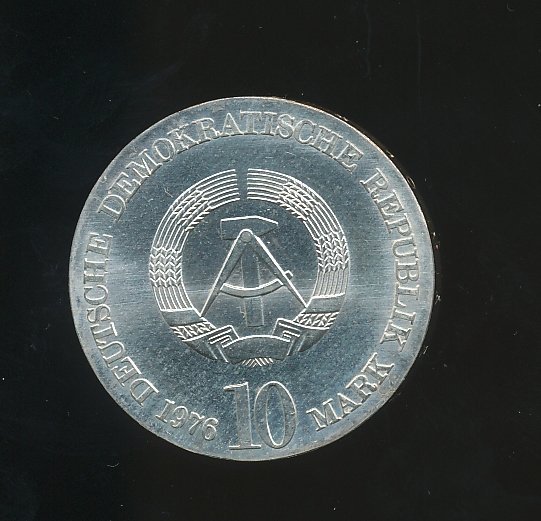 DEUTSCHE DEMOKRATISCHE REPUBLIK
1976 10 MARK